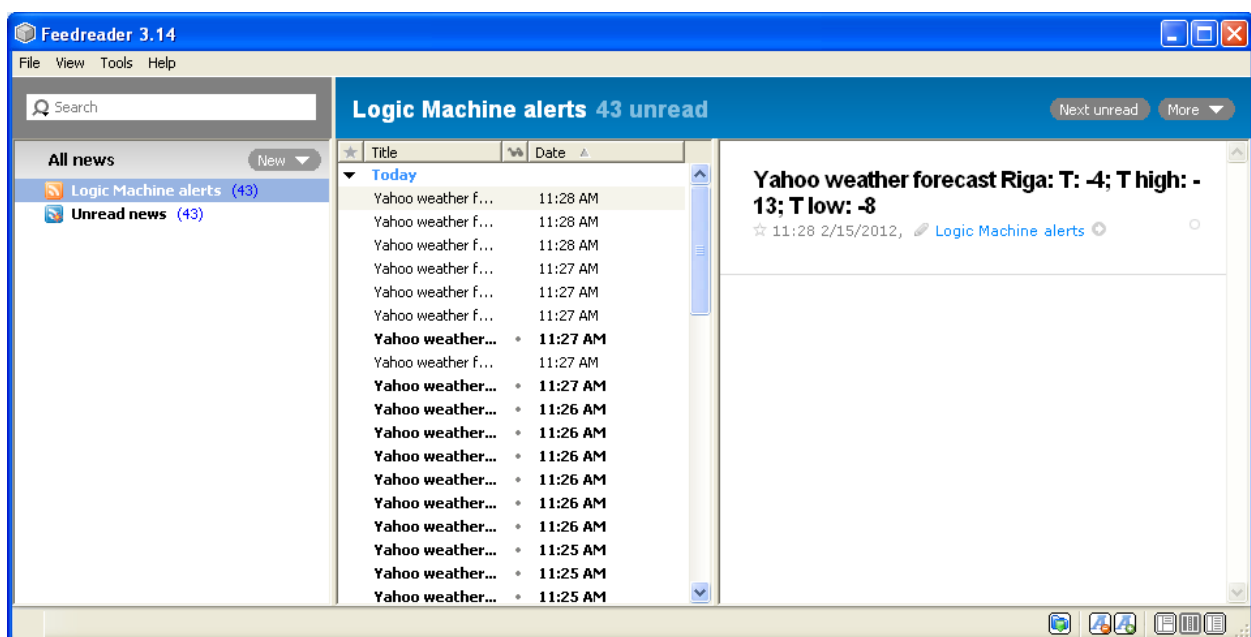 Feedreader 3.14
File View Tools Help
Search
Logic Machine alerts 43 unread
Next unread More
All news New
Logic Machine alerts (43)
Unread news (43)
Title Date
Today
Yahoo weather f... 11:28 AM
Yahoo weather f... 11:28 AM
Yahoo weather f... 11:28 AM
Yahoo weather f... 11:27 AM
Yahoo weather f... 11:27 AM
Yahoo weather f... 11:27 AM
Yahoo weather... 11:27 AM
Yahoo weather f... 11:27 AM
Yahoo weather... 11:27 AM
Yahoo weather... 11:26 AM
Yahoo weather... 11:26 AM
Yahoo weather... 11:26 AM
Yahoo weather... 11:26 AM
Yahoo weather... 11:26 AM
Yahoo weather... 11:26 AM
Yahoo weather... 11:25 AM
Yahoo weather... 11:25 AM
Yahoo weather... 11:25 AM
Yahoo weather forecast Riga: T: -4; T high: -
13; T low: -8
11:28 2/15/2012, Logic Machine alerts